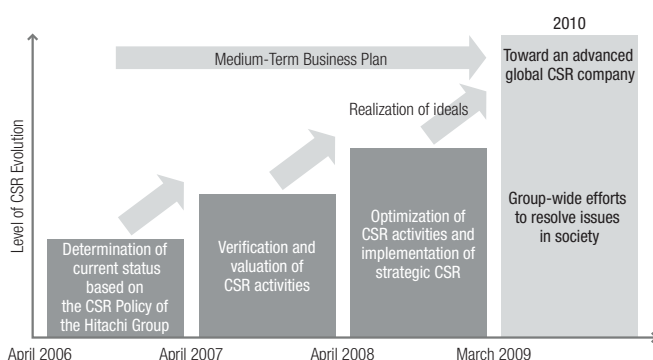 2010
Toward an advanced
global CSR company
Medium-Term Business Plan
Realization of ideals
Level of CSR Evolution
Determination of
current status
based on
the CSR Policy of
the Hitachi Group
Verification and
valuation of
CSR activities
Optimization of
CSR activities and
implementation of
strategic CSR
Group-wide efforts
to resolve issues
in society
April 2006
April 2007
April 2008
March 2009